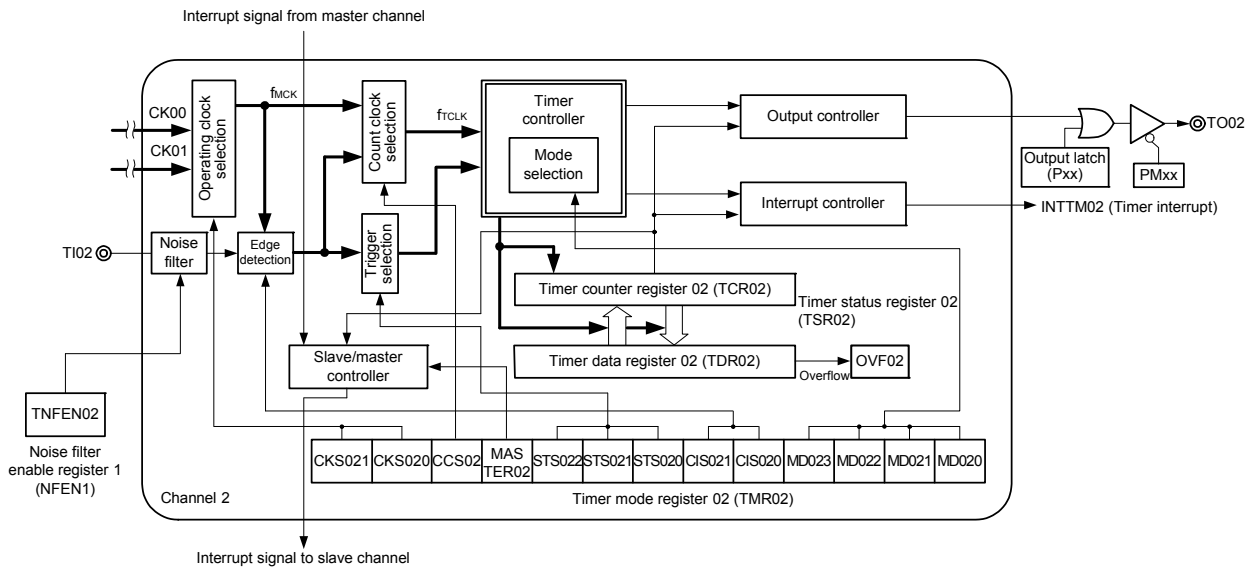 Interrupt signal from master channel
CK00
CK01
Operating clock
selection
fMCK
Count clock
selection
fTCLK
Timer
controller
Mode
selection
Output controller
TO02
Output latch
(Pxx)
PMxx
Interrupt controller
INTTM02 (Timer interrupt)
TI02
Noise
filter
Edge
detection
Trigger
selection
Timer counter register 02 (TCR02)
Timer status register 02
(TSR02)
Slave/master
controller
Timer data register 02 (TDR02)
Overflow
OVF02
TNFEN02
Noise filter
enable register 1
(NFEN1)
CKS021
CKS020
CCS02
MAS
TER02
STS022
STS021
STS020
CIS021
CIS020
MD023
MD022
MD021
MD020
Channel 2
Timer mode register 02 (TMR02)
Interrupt signal to slave channel